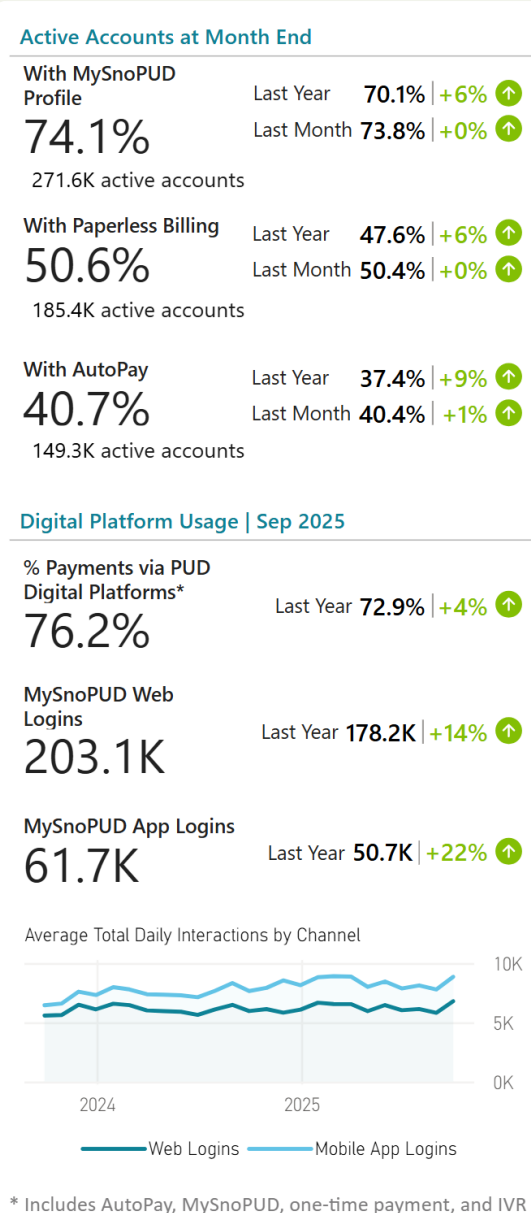 Active Accounts at Month End
With MySnoPUD
Profile
74.1%
271.6K active accounts
Last Year 70.1% +6%
Last Month 73.8% +0%
With Paperless Billing
50.6%
185.4K active accounts
Last Year 47.6% +6%
Last Month 50.4% +0%
With AutoPay
40.7%
149.3K active accounts
Last Year 37.4% +9%
Last Month 40.4% +1%
Digital Platform Usage | Sep 2025
% Payments via PUD
Digital Platforms*
76.2%
Last Year 72.9% +4%
MySnoPUD Web
Logins
203.1K
Last Year 178.2K +14%
MySnoPUD App Logins
61.7K
Last Year 50.7K +22%
Average Total Daily Interactions by Channel
10K
5K
0K
2024 2025
Web Logins Mobile App Logins
* Includes AutoPay, MySnoPUD, one-time payment, and IVR